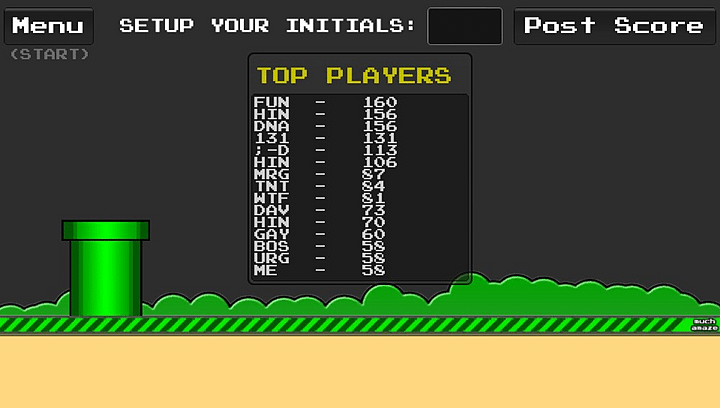 Menu SETUP YOUR INITIALS: Post Score
(START)
TOP PLAYERS
FUN - 160
HIN - 156
DNA - 156
131 - 131
;-D - 113
HIN - 106
MRG - 87
TNT - 84
WTF - 81
DAV - 73
HIN - 70
GAY - 60
BOS - 58
URG - 58
ME - 58
much
amaze